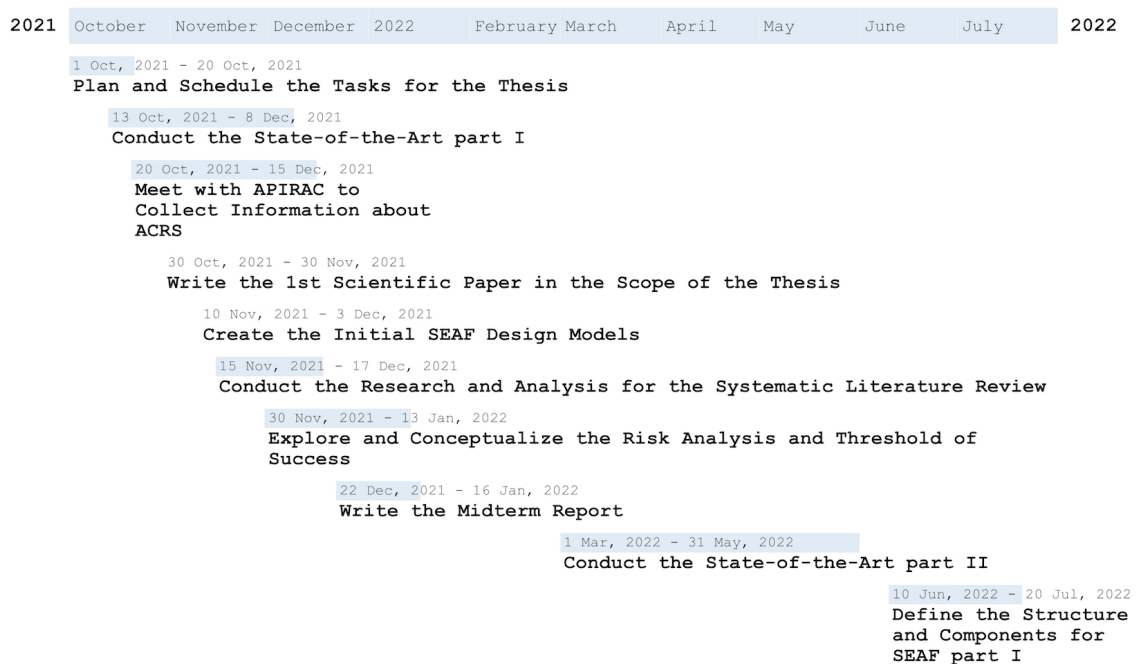 2021 October November December 2022 February March April May June July 2022
1 Oct, 2021 - 20 Oct, 2021
Plan and Schedule the Tasks for the Thesis
13 Oct, 2021 - 8 Dec, 2021
Conduct the State-of-the-Art part I
20 Oct, 2021 - 15 Dec, 2021
Meet with APIRAC to
Collect Information about
ACRS
30 Oct, 2021 - 30 Nov, 2021
Write the 1st Scientific Paper in the Scope of the Thesis
10 Nov, 2021 - 3 Dec, 2021
Create the Initial SEAF Design Models
15 Nov, 2021 - 17 Dec, 2021
Conduct the Research and Analysis for the Systematic Literature Review
30 Nov, 2021 - 13 Jan, 2022
Explore and Conceptualize the Risk Analysis and Threshold of
Success
22 Dec, 2021 - 16 Jan, 2022
Write the Midterm Report
1 Mar, 2022 - 31 May, 2022
Conduct the State-of-the-Art part II
10 Jun, 2022 - 20 Jul, 2022
Define the Structure
and Components for
SEAF part I